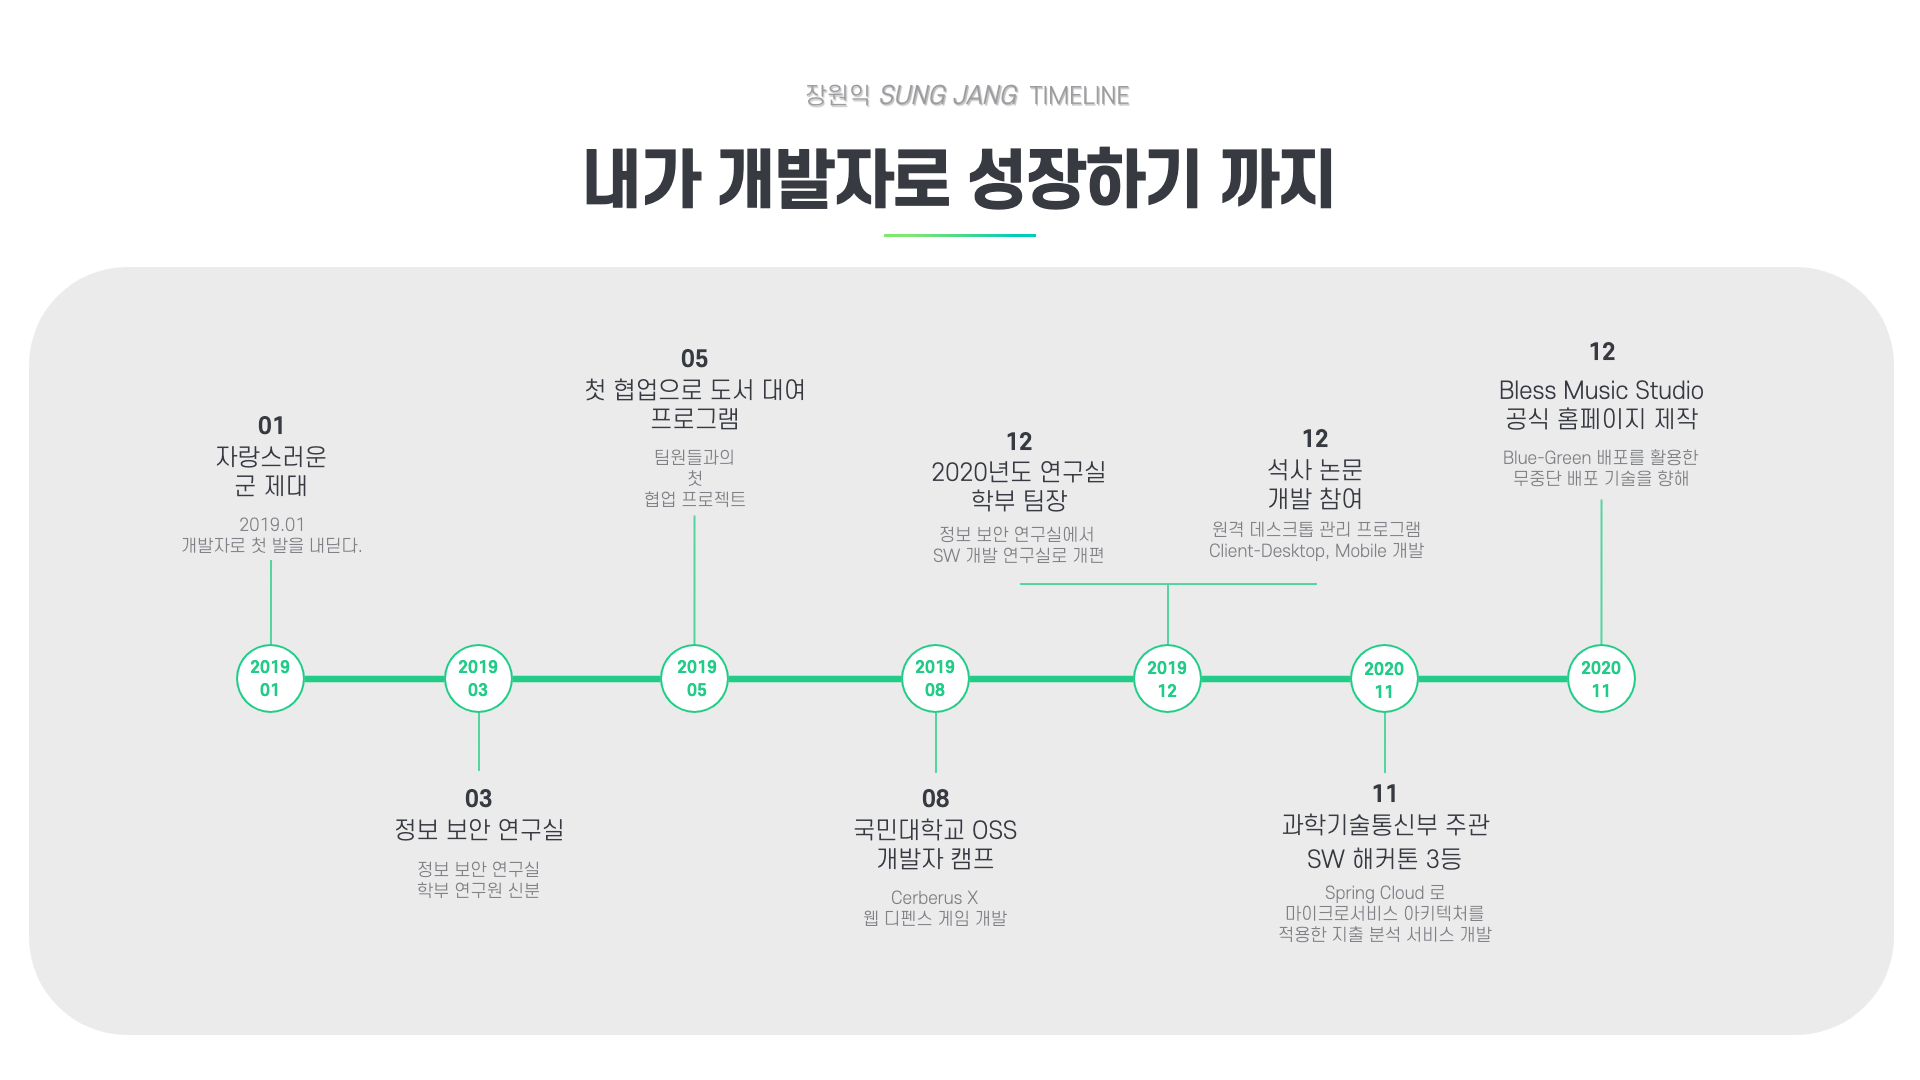 장원익 SUNG JANG TIMELINE
내가 개발자로 성장하기 까지
01
자랑스러운
군 제대
2019.01
개발자로 첫 발을 내딛다.
05
첫 협업으로 도서 대여
프로그램
팀원들과의
첫
협업 프로젝트
12
2020년도 연구실
학부 팀장
정보 보안 연구실에서
SW 개발 연구실로 개편
12
석사 논문
개발 참여
원격 데스크톱 관리 프로그램
Client-Desktop, Mobile 개발
12
Bless Music Studio
공식 홈페이지 제작
Blue-Green 배포를 활용한
무중단 배포 기술을 향해
2019
01
2019
03
2019
05
2019
08
2019
12
2020
11
2020
11
03
정보 보안 연구실
정보 보안 연구실
학부 연구원 신분
08
국민대학교 OSS
개발자 캠프
Cerberus X
웹 디펜스 게임 개발
11
과학기술통신부 주관
SW 해커톤 3등
Spring Cloud 로
마이크로서비스 아키텍처를
적용한 지출 분석 서비스 개발